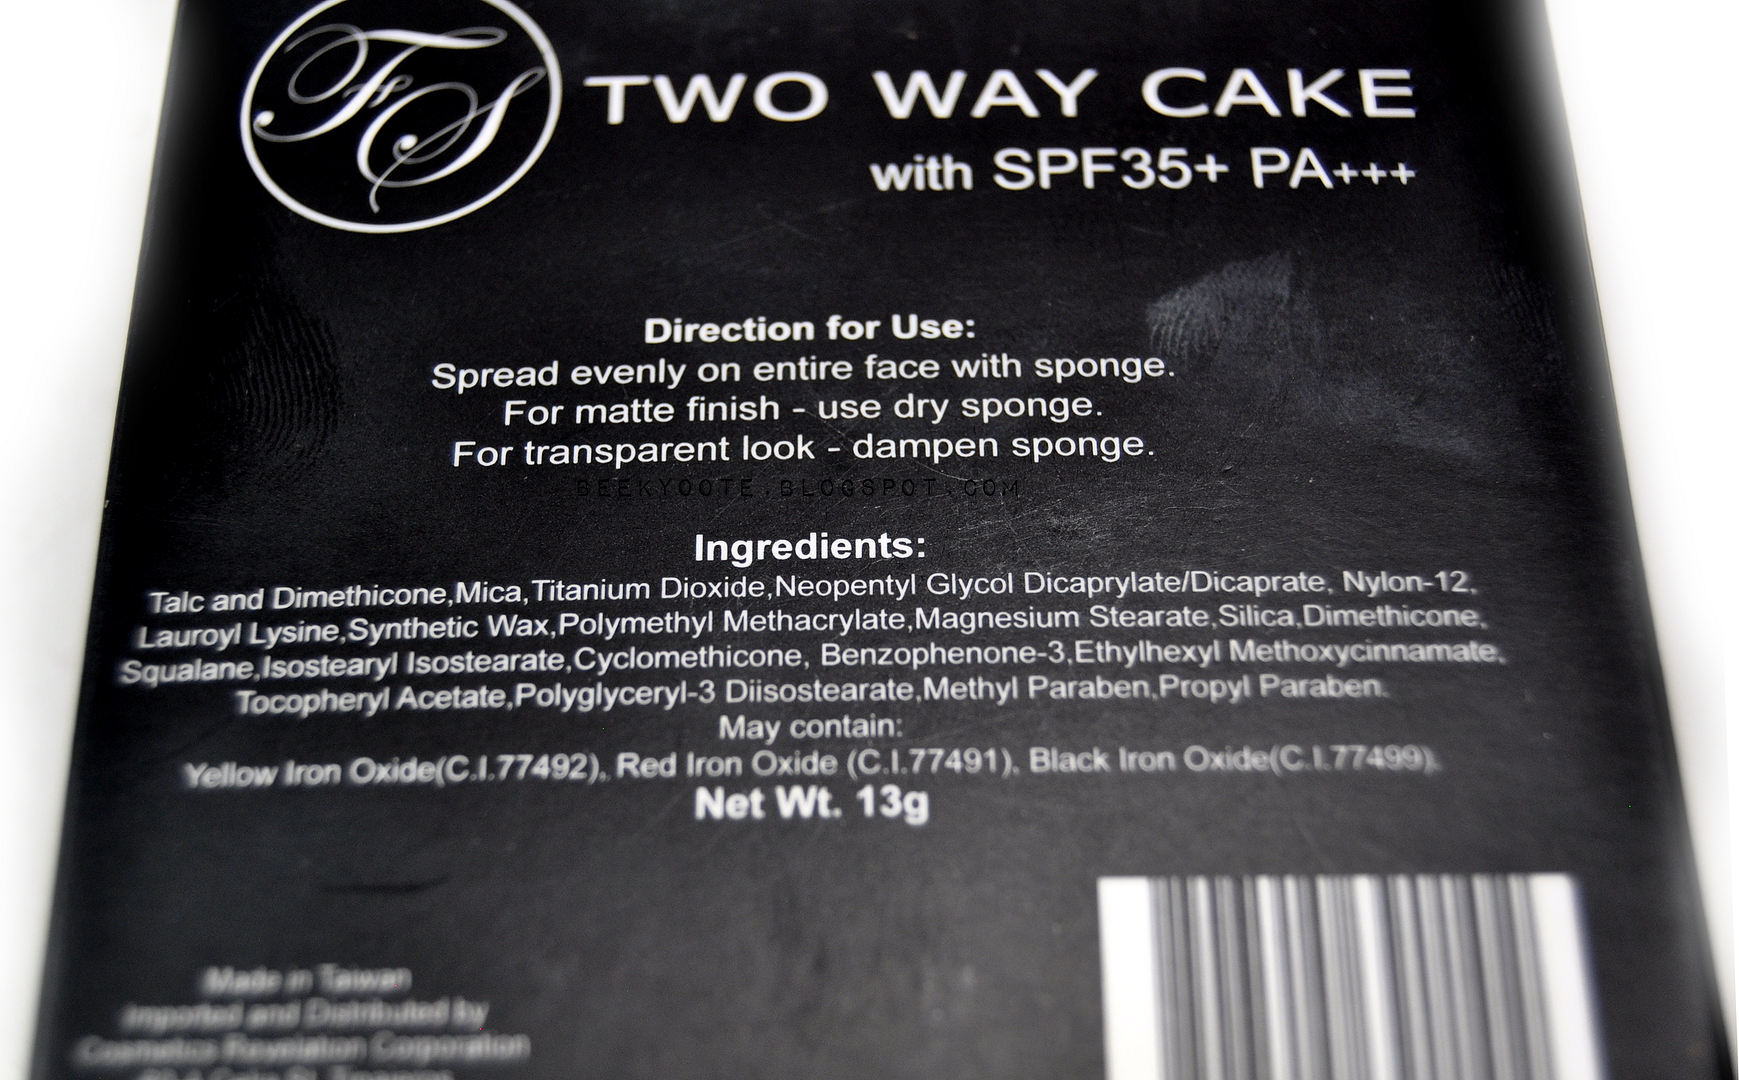 FS
TWO WAY CAKE
with SPF35+ PA+++
Direction for Use:
Spread evenly on entire face with sponge.
For matte finish - use dry sponge.
For transparent look - dampen sponge.
BEEKYOOTE.BLOGSPOT.COM
Ingredients:
Talc and Dimethicone,Mica,Titanium Dioxide,Neopentyl Glycol Dicaprylate/Dicaprate, Nylon-12,
Lauroyl Lysine,Synthetic Wax,Polymethyl Methacrylate,Magnesium Stearate,Silica,Dimethicone,
Squalane,Isostearyl Isostearate,Cyclomethicone, Benzophenone-3,Ethylhexyl Methoxycinnamate,
Tocopheryl Acetate,Polyglyceryl-3 Diisostearate,Methyl Paraben,Propyl Paraben.
May contain:
Yellow Iron Oxide(C.I.77492), Red Iron Oxide (C.I.77491), Black Iron Oxide(C.I.77499).
Net Wt. 13g
Made in Taiwan
Imported and Distributed by
Cosmetics Revelation Corporation